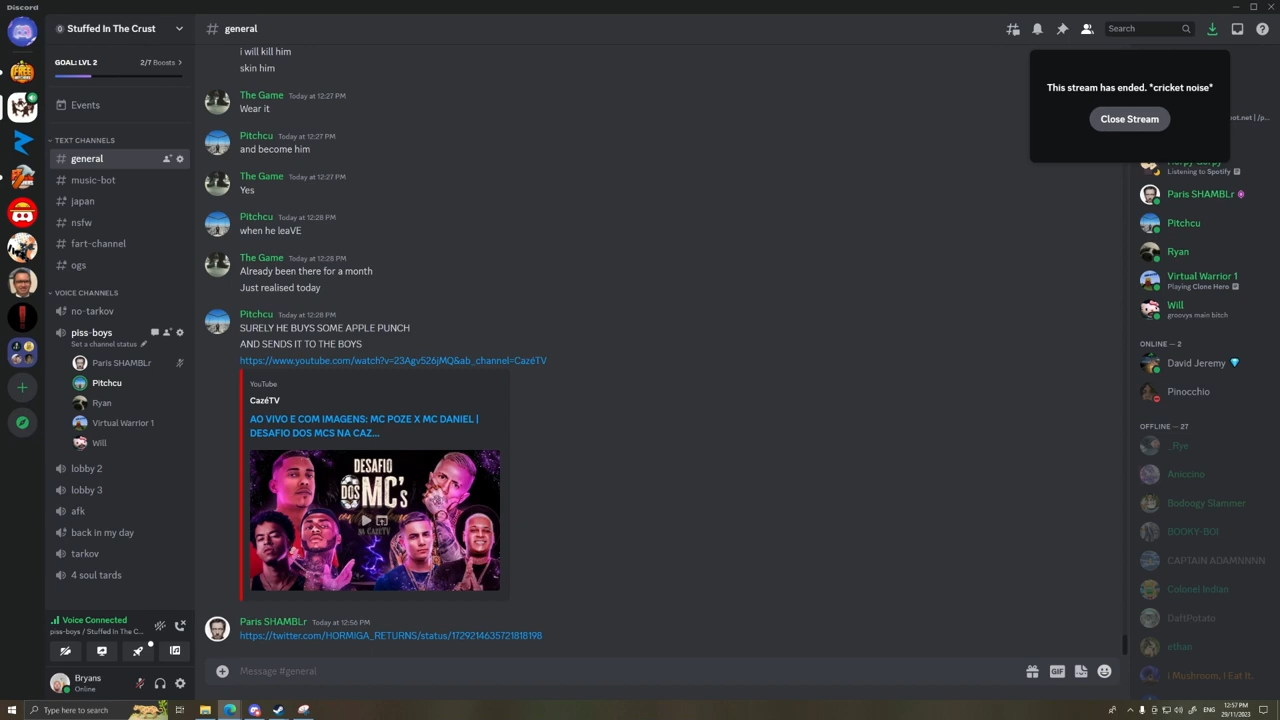 Discord
Stuffed In The Crust
GOAL: LVL 2
2/7 Boosts
Events
TEXT CHANNELS
general
music-bot
japan
nsfw
fart-channel
ogs
VOICE CHANNELS
no-tarkov
piss-boys
Set a channel status
Paris SHAMBLr
Pitchcu
Ryan
Virtual Warrior 1
Will
lobby 2
lobby 3
afk
back in my day
tarkov
4 soul tards
Voice Connected
piss-boys / Stuffed In The C...
Bryans
Online
general
Search
i will kill him
skin him
The Game Today at 12:27 PM
Wear it
Pitchcu Today at 12:27 PM
and become him
The Game Today at 12:27 PM
Yes
Pitchcu Today at 12:28 PM
when he leaVE
The Game Today at 12:28 PM
Already been there for a month
Just realised today
Pitchcu Today at 12:28 PM
SURELY HE BUYS SOME APPLE PUNCH
AND SENDS IT TO THE BOYS
https://www.youtube.com/watch?v=23Agv526jMQ&ab_channel=CazéTV
YouTube
CazéTV
AO VIVO E COM IMAGENS: MC POZE X MC DANIEL |
DESAFIO DOS MCS NA CAZ...
DESAFIO
DOS MC'S
NA CAZÉTV
Paris SHAMBLr Today at 12:56 PM
https://twitter.com/HORMIGA_RETURNS/status/1729214635721818198
Message #general
GIF
This stream has ended. *cricket noise*
Close Stream
Listening to Spotify
Paris SHAMBLr
Pitchcu
Ryan
Virtual Warrior 1
Playing Clone Hero
Will
groovys main bitch
ONLINE — 2
David Jeremy
Pinocchio
OFFLINE — 27
_Rye
Aniccino
Bodoogy Slammer
BOOKY-BOI
CAPTAIN ADAMNNNN
Colonel Indian
DaftPotato
ethan
i Mushroom, I Eat It.
Type here to search
ENG
12:57 PM
29/11/2023